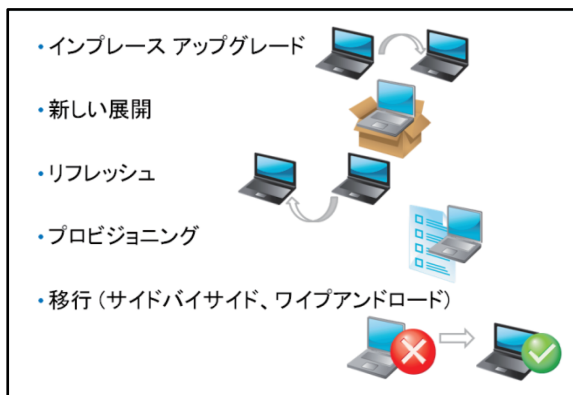 ・インプレース アップグレード
・新しい展開
・リフレッシュ
・プロビジョニング
・移行 (サイドバイサイド、ワイプアンドロード)